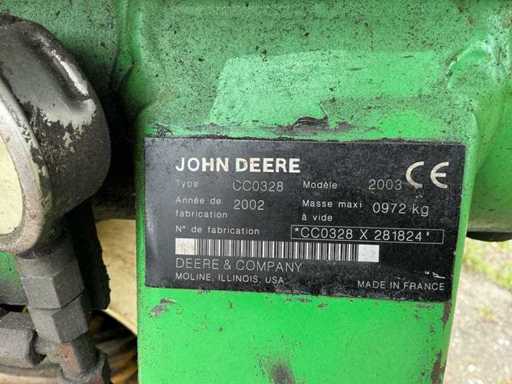 JOHN DEERE CE
Type CC0328 Modèle 2003
Année de fabrication 2002 Masse maxi à vide 0972 kg
N° de fabrication *CC0328 X 281824*
DEERE & COMPANY
MOLINE, ILLINOIS, USA
MADE IN FRANCE